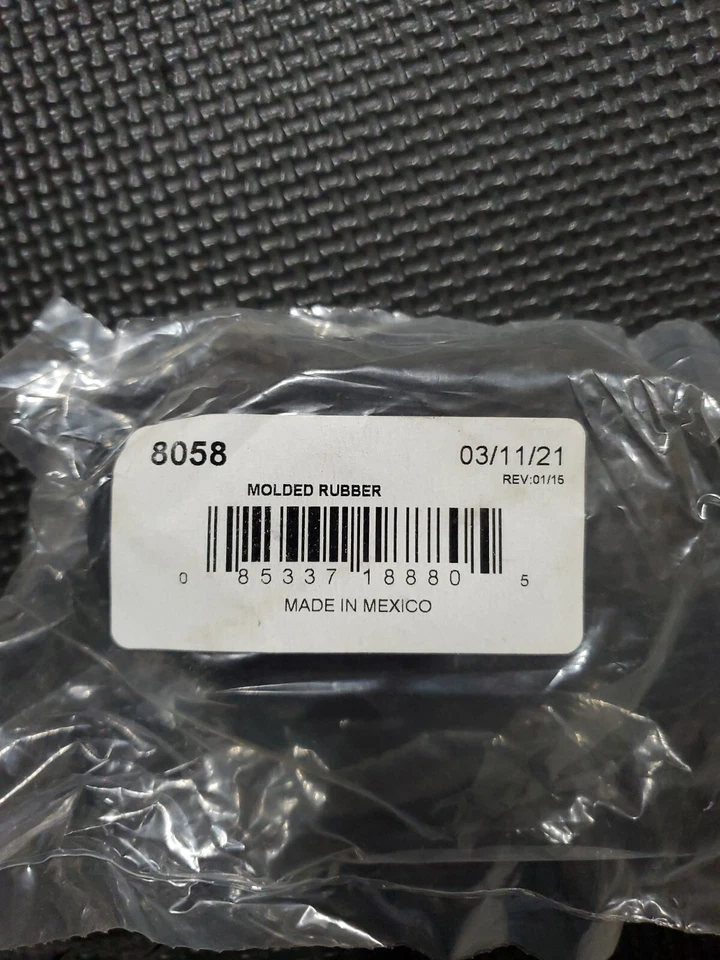 8058
03/11/21
REV:01/15
MOLDED RUBBER
0 85337 18880 5
MADE IN MEXICO